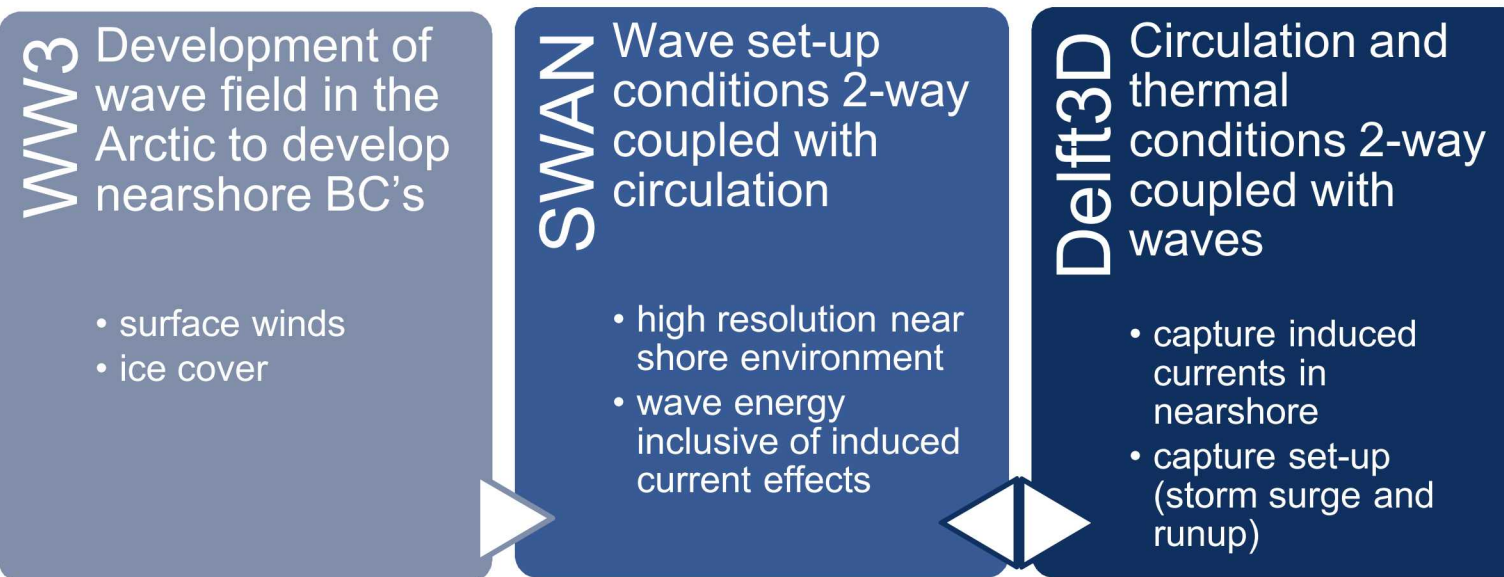 WW3
Development of
wave field in the
Arctic to develop
nearshore BC’s
• surface winds
• ice cover
SWAN
Wave set-up
conditions 2-way
coupled with
circulation
• high resolution near
shore environment
• wave energy
inclusive of induced
current effects
Delft3D
Circulation and
thermal
conditions 2-way
coupled with
waves
• capture induced
currents in
nearshore
• capture set-up
(storm surge and
runup)